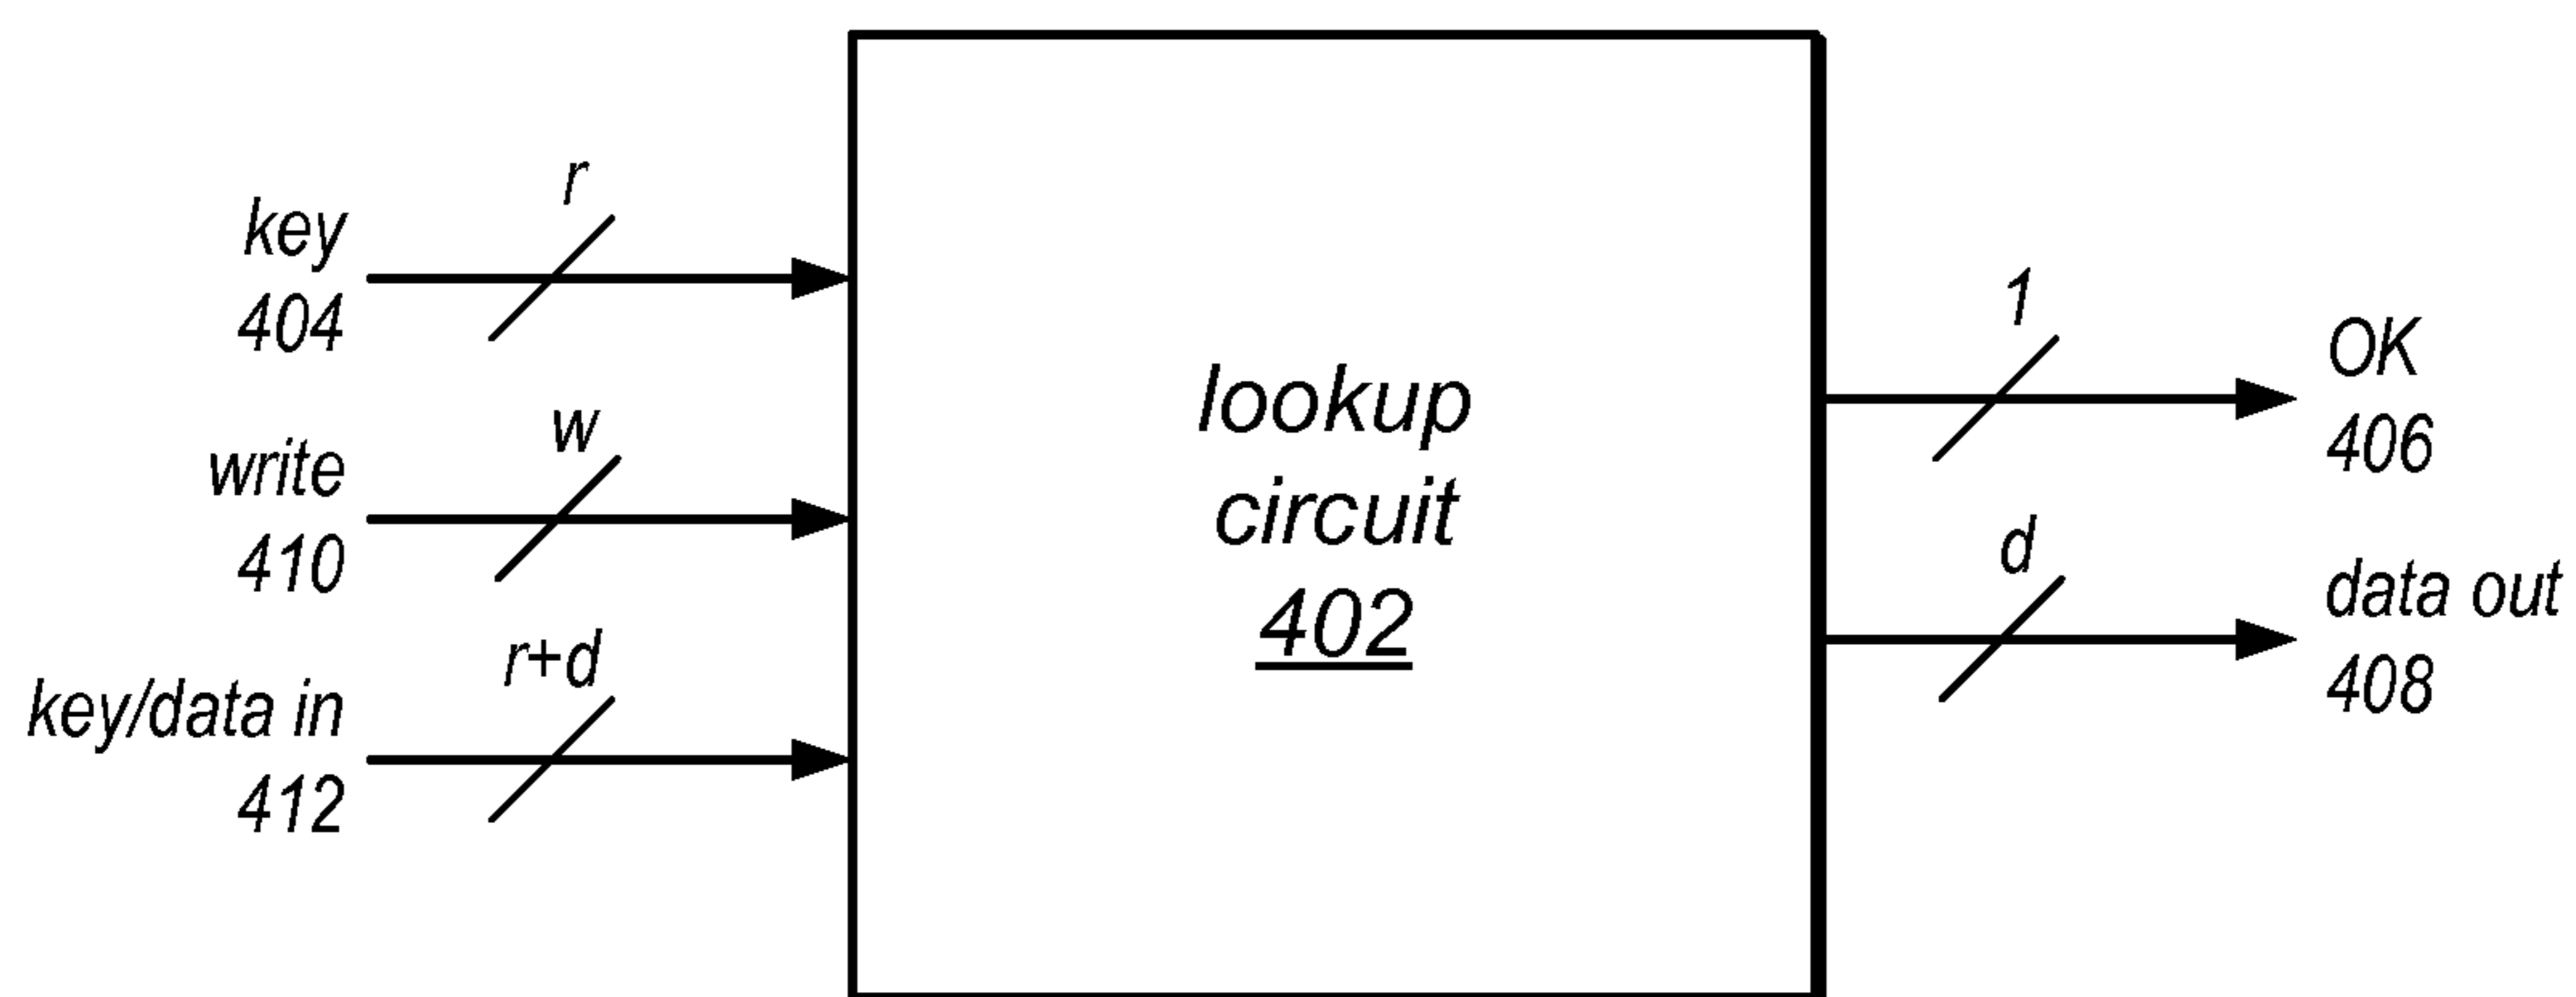 r
key
404
w
write
410
r+d
key/data in
412
lookup
circuit
402
1
OK
406
d
data out
408